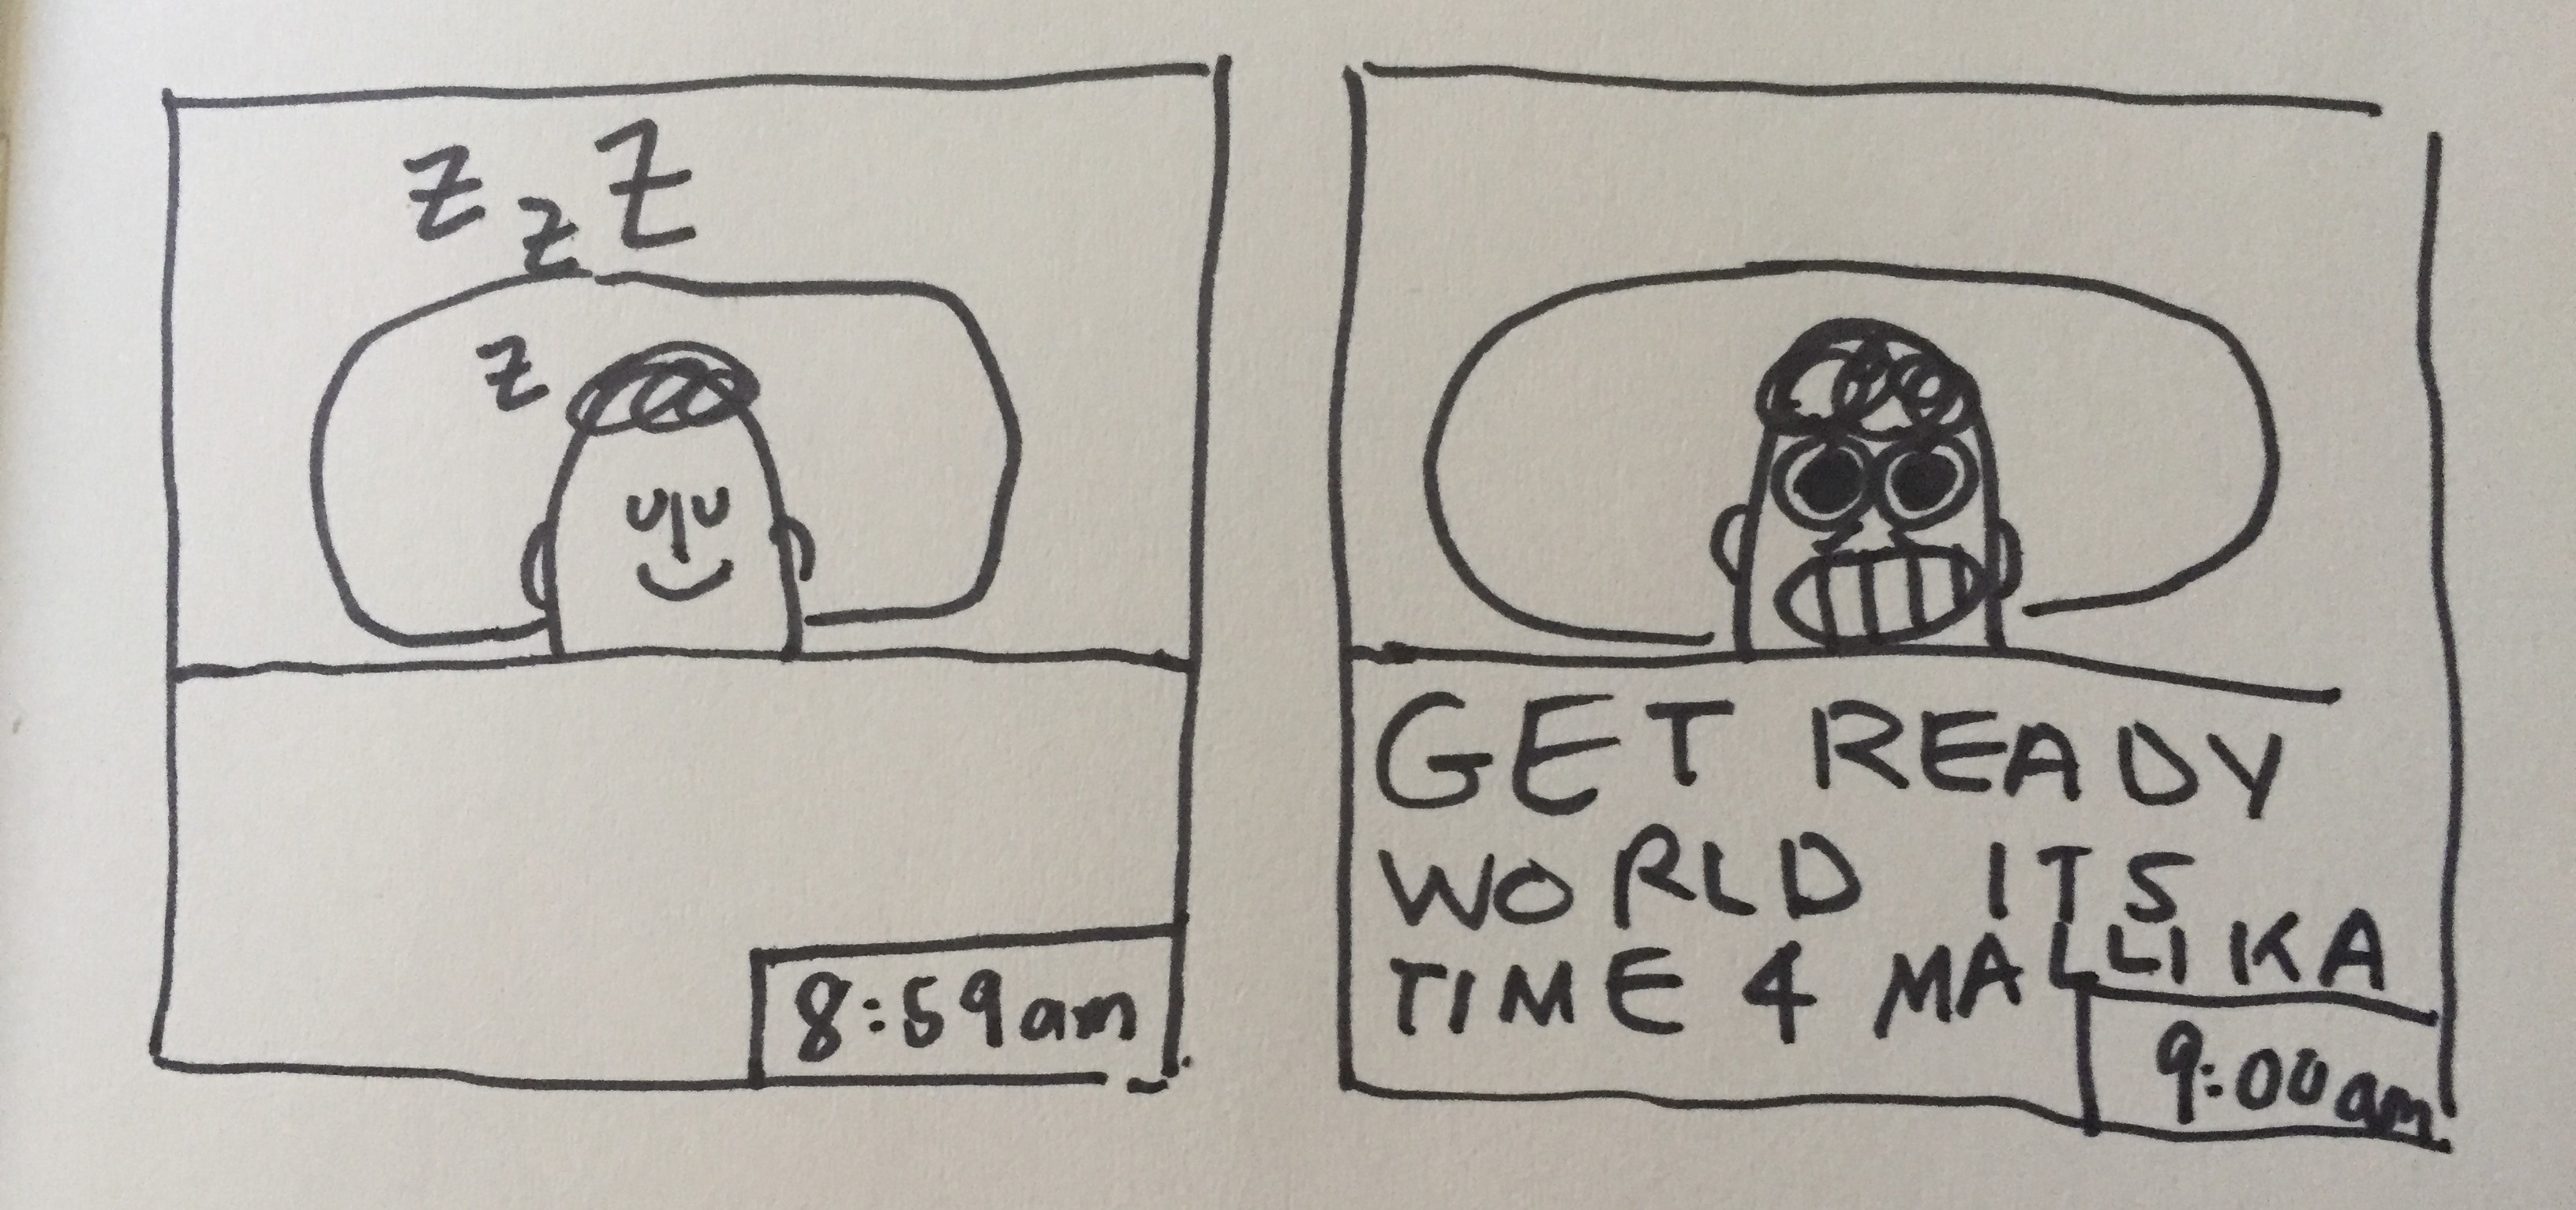 z z Z
z
8:59am
GET READY
WORLD ITS
TIME 4 MALLIKA
9:00am